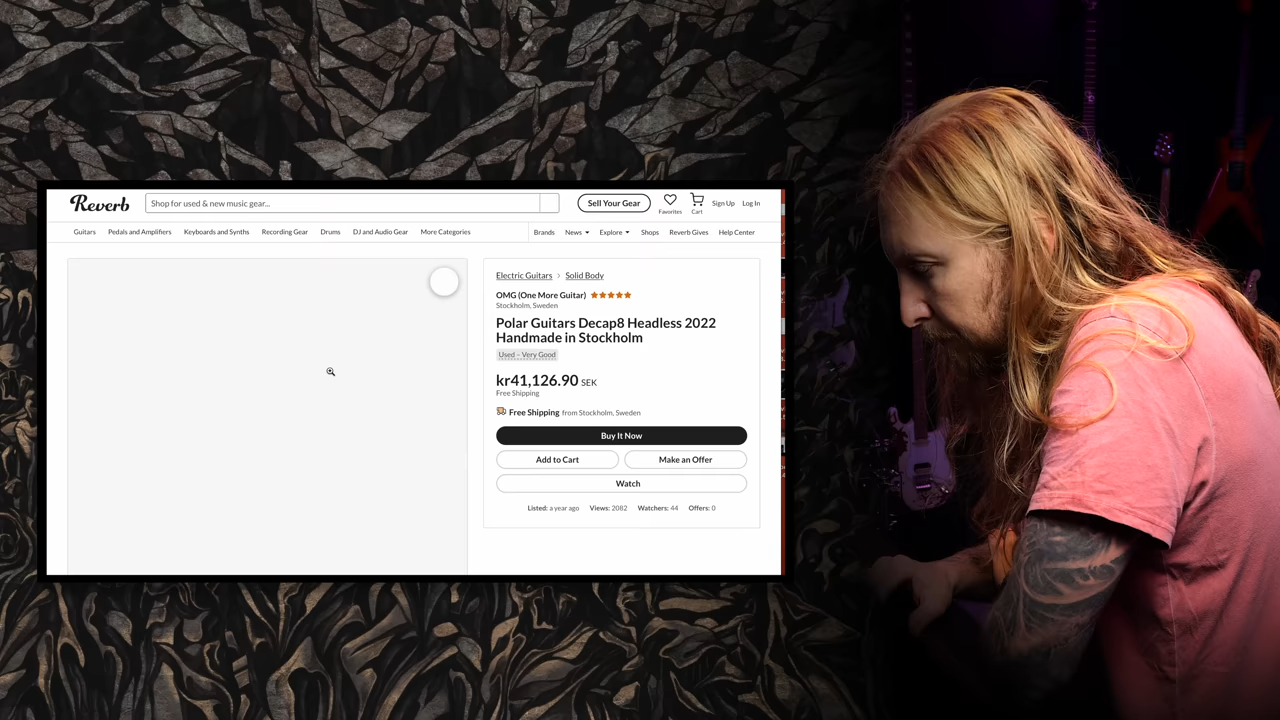 Reverb
Shop for used & new music gear...
Sell Your Gear
Favorites
Cart
Sign Up
Log In
Guitars
Pedals and Amplifiers
Keyboards and Synths
Recording Gear
Drums
DJ and Audio Gear
More Categories
Brands
News
Explore
Shops
Reverb Gives
Help Center
Electric Guitars > Solid Body
OMG (One More Guitar)
Stockholm, Sweden
Polar Guitars Decap8 Headless 2022
Handmade in Stockholm
Used – Very Good
kr41,126.90 SEK
Free Shipping
Free Shipping from Stockholm, Sweden
Buy It Now
Add to Cart
Make an Offer
Watch
Listed: a year ago Views: 2082 Watchers: 44 Offers: 0